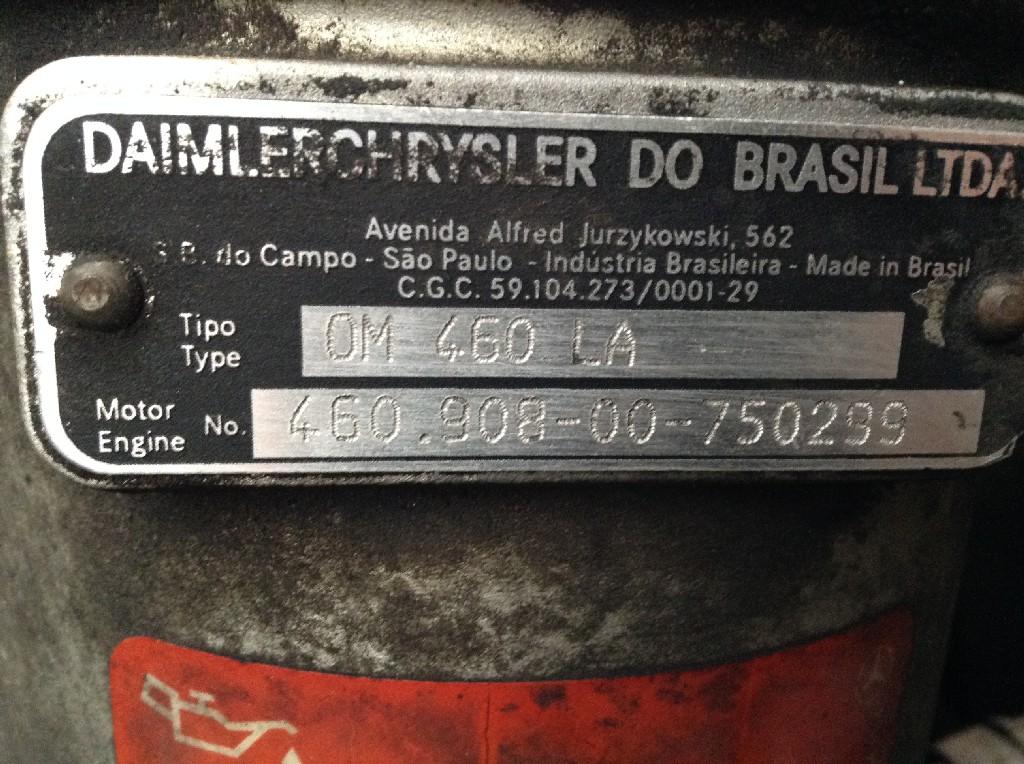 DAIMLERCHRYSLER DO BRASIL LTDA.
Avenida Alfred Jurzykowski, 562
S.B. do Campo - São Paulo - Indústria Brasileira - Made in Brasil
C.G.C. 59.104.273/0001-29
Tipo
Type
OM 460 LA
Motor
Engine
No.
460.908-00-750299